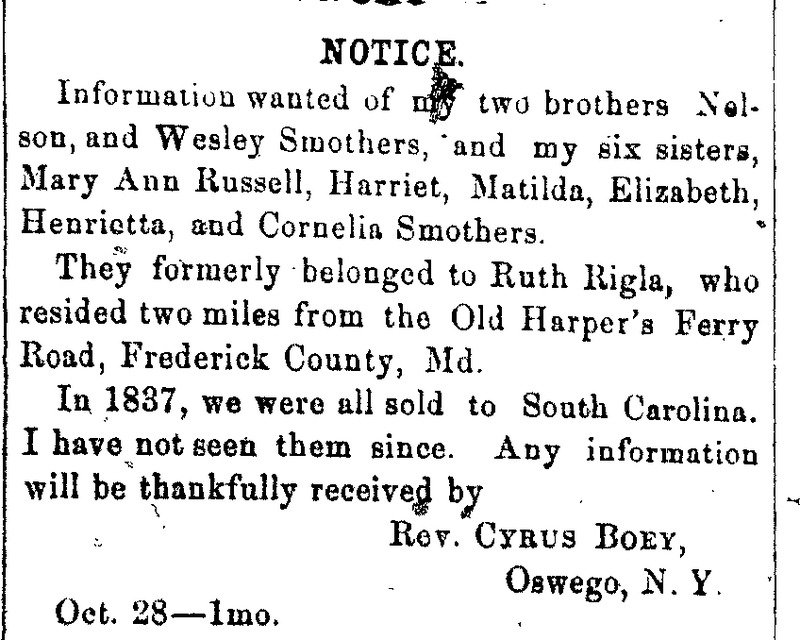 NOTICE.
Information wanted of my two brothers Nel-
son, and Wesley Smothers, and my six sisters,
Mary Ann Russell, Harriet, Matilda, Elizabeth,
Henrietta, and Cornelia Smothers.
They formerly belonged to Ruth Rigla, who
resided two miles from the Old Harper's Ferry
Road, Frederick County, Md.
In 1837, we were all sold to South Carolina.
I have not seen them since. Any information
will be thankfully received by
Rev. CYRUS BOEY,
Oswego, N. Y.
Oct. 28—1mo.